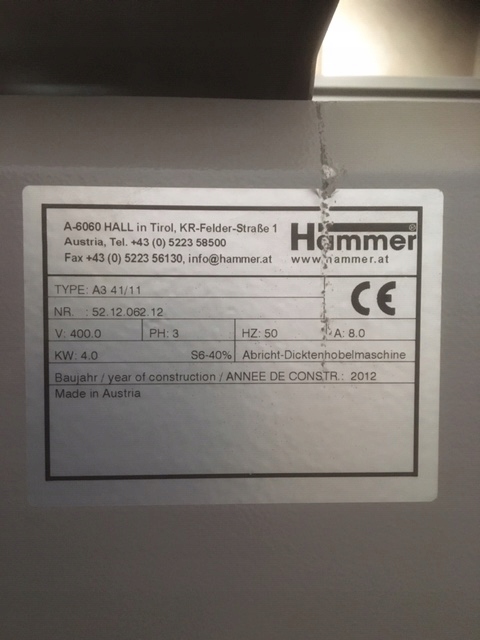 A-6060 HALL in Tirol, KR-Felder-Straße 1
Austria, Tel. +43 (0) 5223 58500
Fax +43 (0) 5223 56130, info@hammer.at
Hammer®
www.hammer.at
TYPE: A3 41/11
CE
NR. : 52.12.062.12
V: 400.0 PH: 3 HZ: 50 A: 8.0
KW: 4.0 S6-40% Abricht-Dicktenhobelmaschine
Baujahr / year of construction / ANNEE DE CONSTR.: 2012
Made in Austria